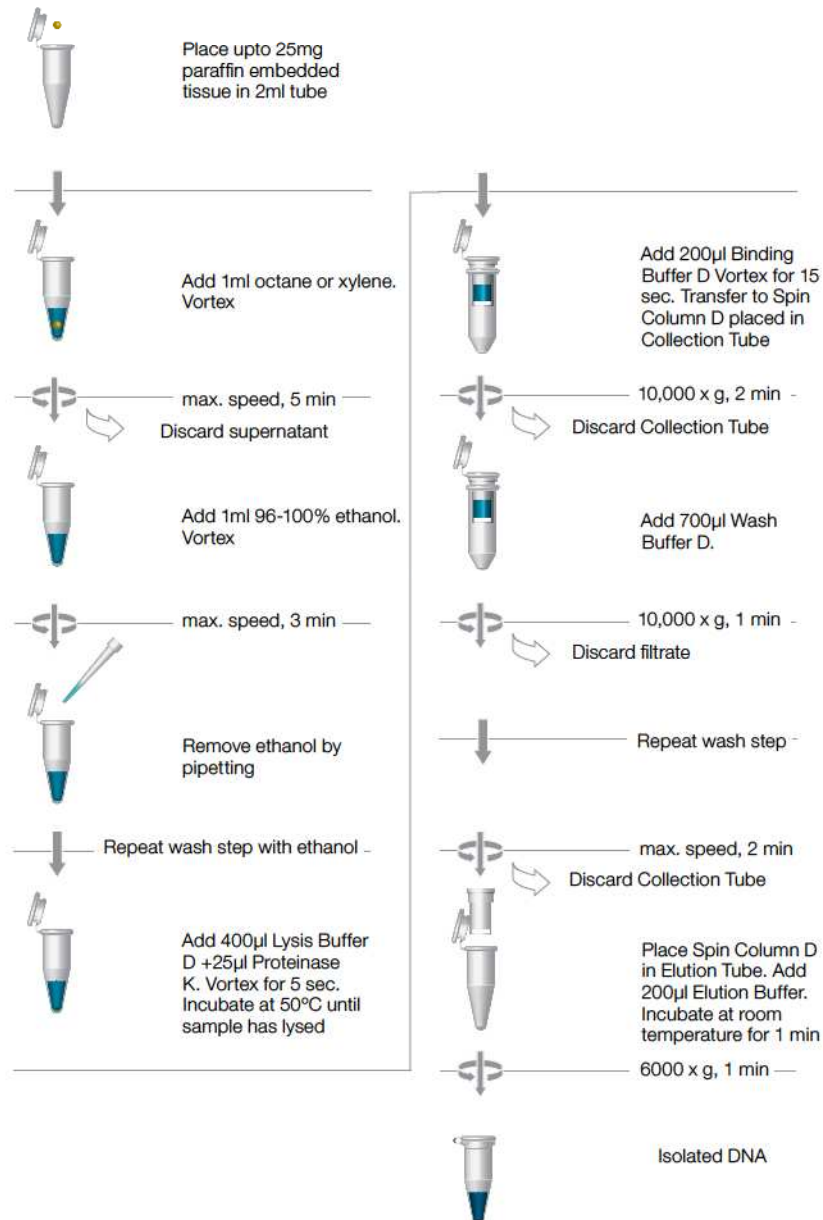 Place upto 25mg
paraffin embedded
tissue in 2ml tube
Add 1ml octane or xylene.
Vortex
max. speed, 5 min
Discard supernatant
Add 1ml 96-100% ethanol.
Vortex
max. speed, 3 min
Remove ethanol by
pipetting
Repeat wash step with ethanol
Add 400µl Lysis Buffer
D +25µl Proteinase
K. Vortex for 5 sec.
Incubate at 50ºC until
sample has lysed
Add 200µl Binding
Buffer D Vortex for 15
sec. Transfer to Spin
Column D placed in
Collection Tube
10,000 x g, 2 min
Discard Collection Tube
Add 700µl Wash
Buffer D.
10,000 x g, 1 min
Discard filtrate
Repeat wash step
max. speed, 2 min
Discard Collection Tube
Place Spin Column D
in Elution Tube. Add
200µl Elution Buffer.
Incubate at room
temperature for 1 min
6000 x g, 1 min
Isolated DNA